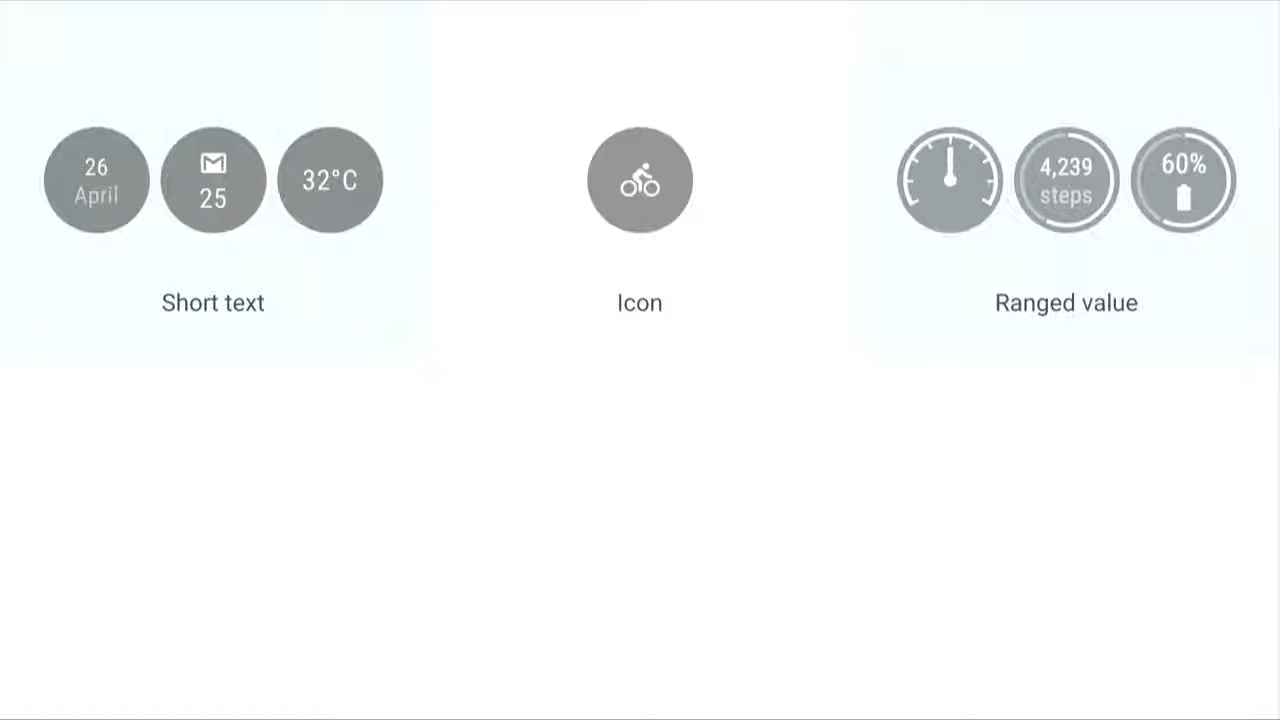 26
April
25
32°C
4,239
steps
60%
Short text
Icon
Ranged value